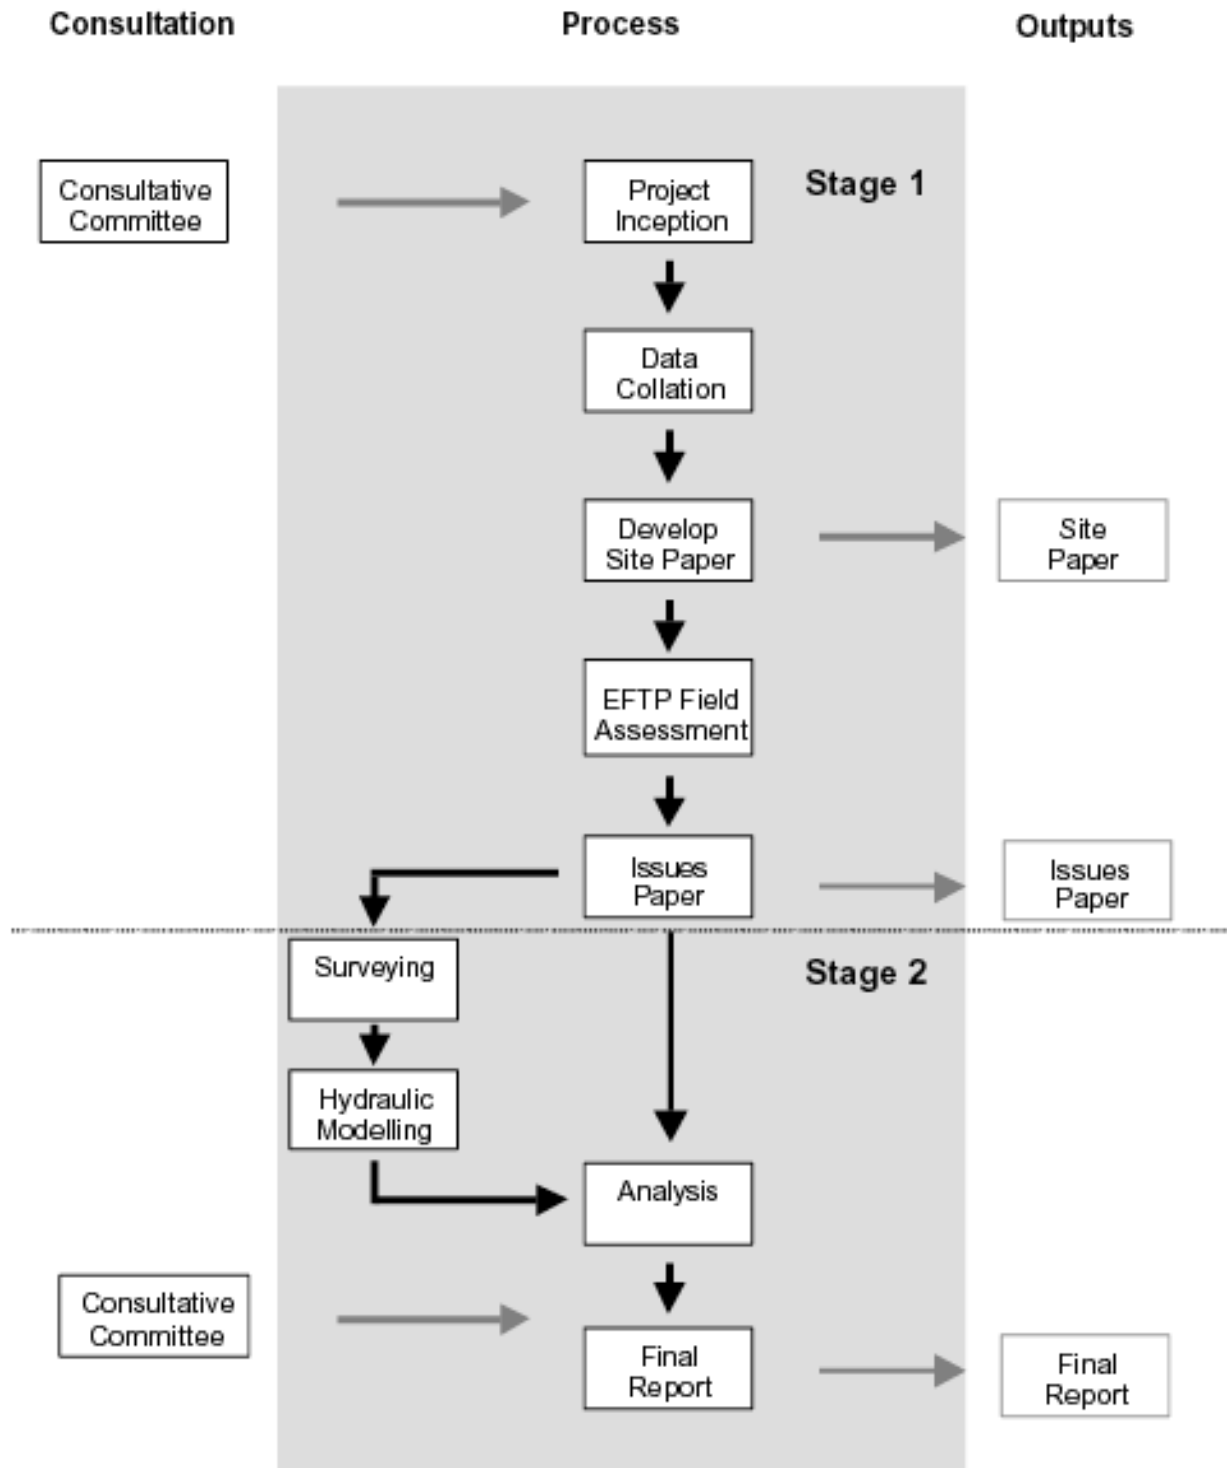 Consultation
Process
Outputs
Stage 1
Consultative
Committee
Project
Inception
Data
Collation
Develop
Site Paper
Site
Paper
EFTP Field
Assessment
Issues
Paper
Issues
Paper
Stage 2
Surveying
Hydraulic
Modelling
Analysis
Consultative
Committee
Final
Report
Final
Report